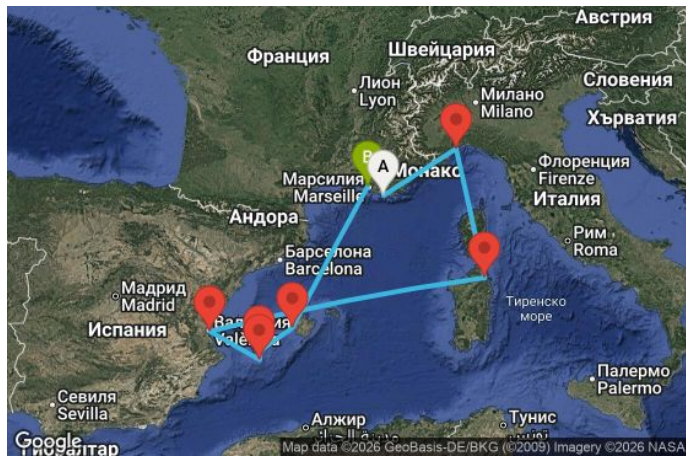 Австрия
Франция
Швейцария
Словения
Лион
Lyon
Милано
Milano
Хърватия
B
A
Монако
Марсилия
Marseille
Флоренция
Firenze
Италия
Андора
Рим
Roma
Барселона
Barcelona
Мадрид
Madrid
Тиренско
море
Испания
València
Палермо
Palermo
Севиля
Sevilla
Алжир
Тунис
Google
Map data ©2026 GeoBasis-DE/BKG (©2009) Imagery ©2026 NASA